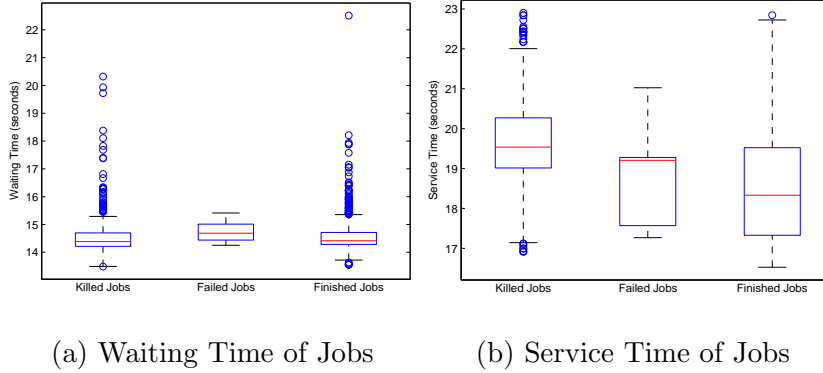 Waiting Time (seconds)
22
21
20
19
18
17
16
15
14
Killed Jobs Failed Jobs Finished Jobs
(a) Waiting Time of Jobs
Service Time (seconds)
23
22
21
20
19
18
17
Killed Jobs Failed Jobs Finished Jobs
(b) Service Time of Jobs